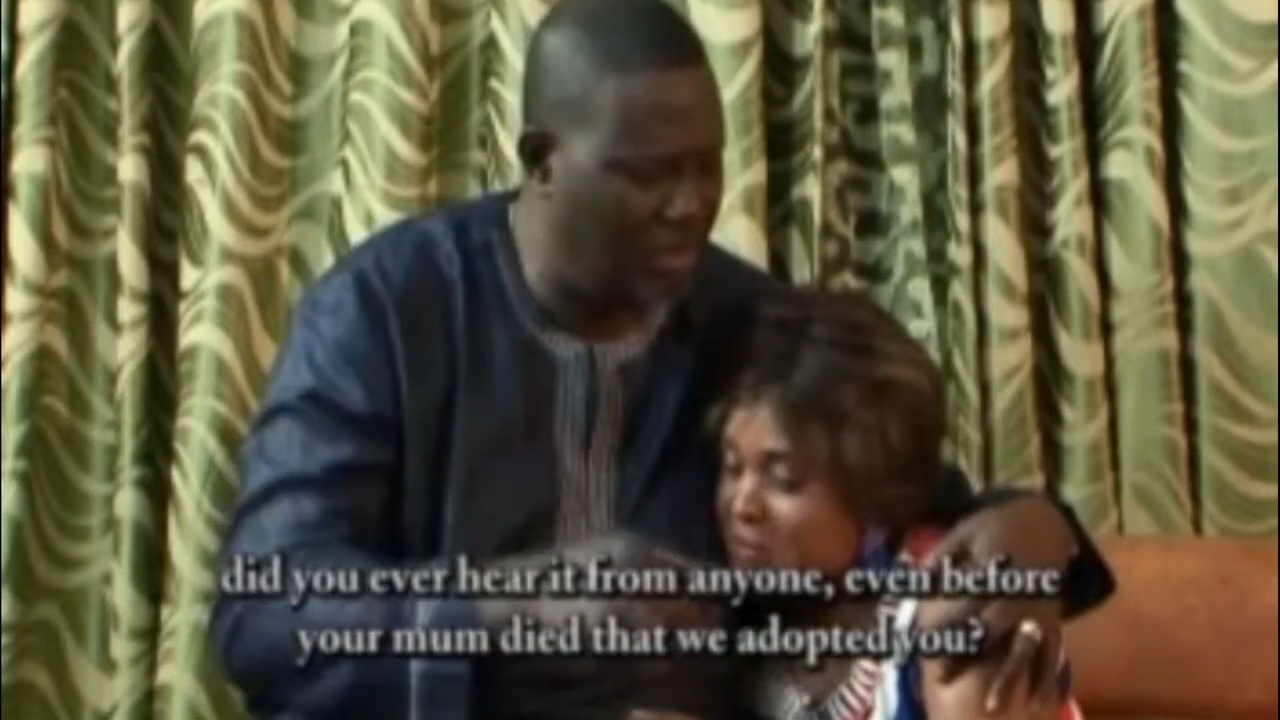 did you ever hear it from anyone, even before
your mum died that we adopted you?